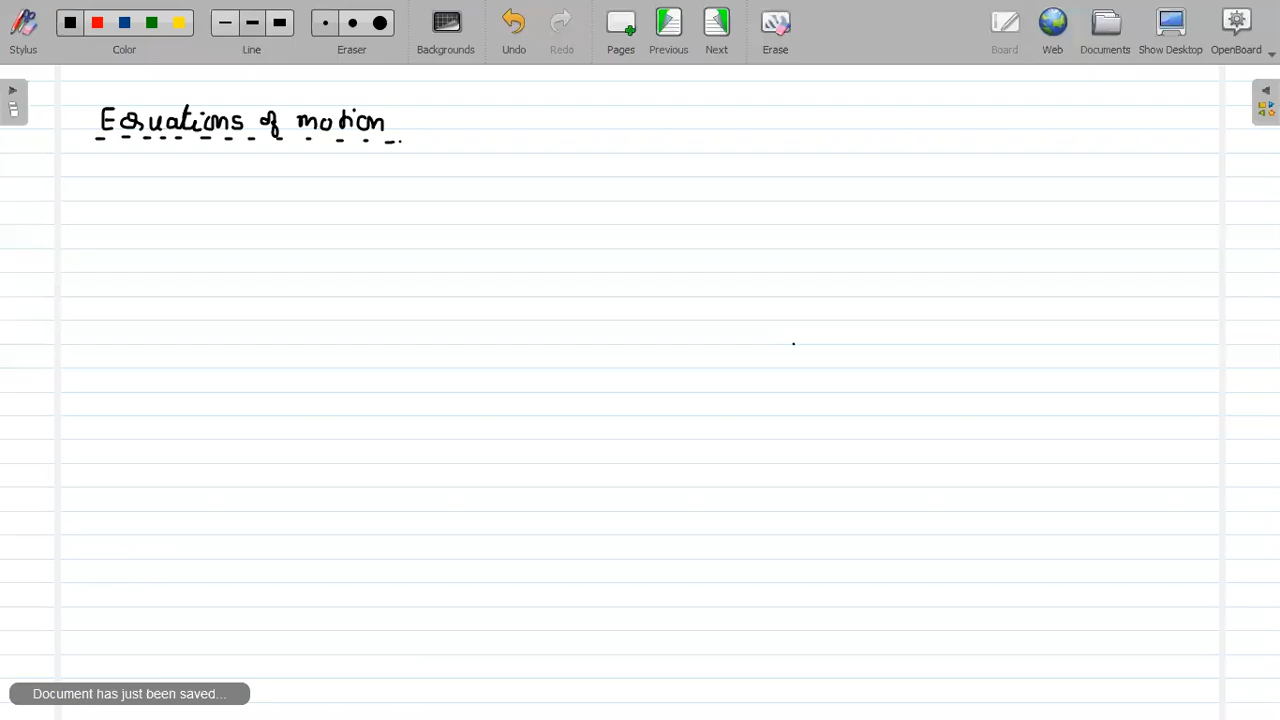 Stylus
Color
Line
Eraser
Backgrounds
Undo
Redo
Pages
Previous
Next
Erase
Board
Web
Documents
Show Desktop
OpenBoard
Equations of motion
Document has just been saved...